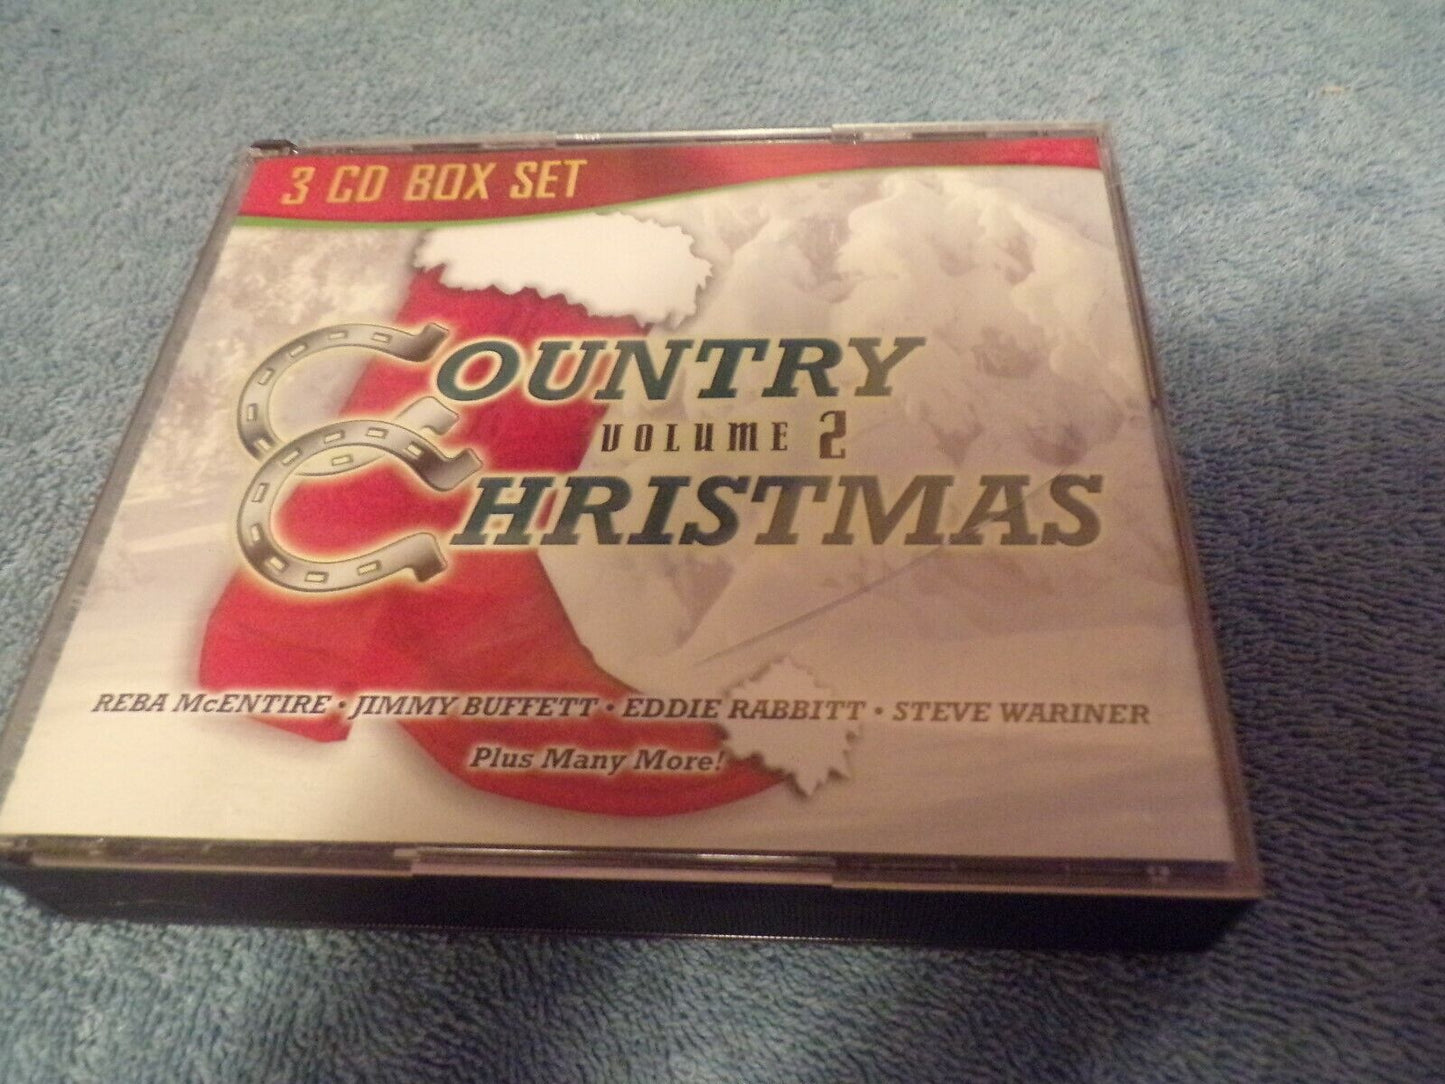 3 CD BOX SET
COUNTRY
VOLUME 2
CHRISTMAS
REBA McENTIRE • JIMMY BUFFETT • EDDIE RABBITT • STEVE WARINER
Plus Many More!